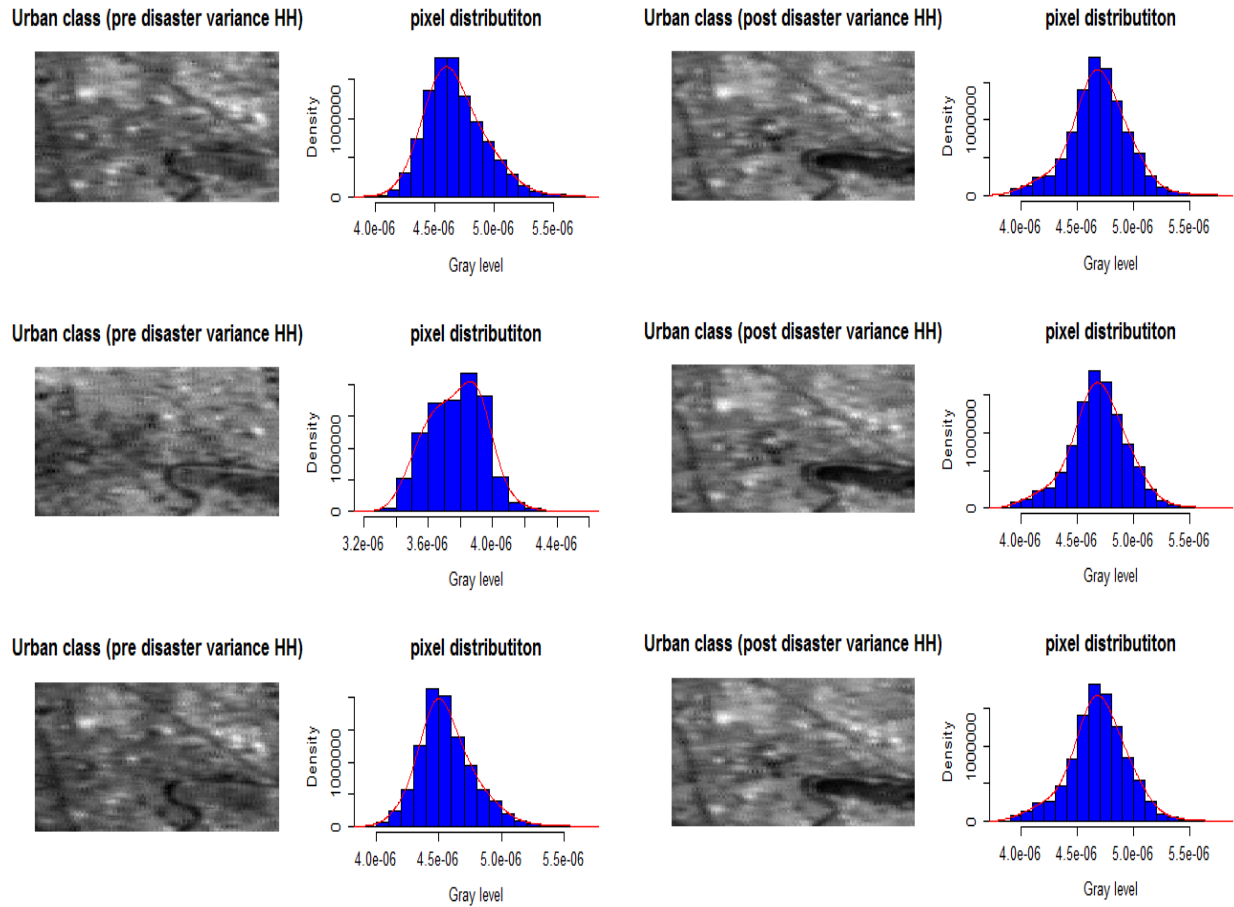 Urban class (pre disaster variance HH)
pixel distributiton
Density
0
1000000
4.0e-06 4.5e-06 5.0e-06 5.5e-06
Gray level
Urban class (post disaster variance HH)
pixel distributiton
Density
0
1000000
4.0e-06 4.5e-06 5.0e-06 5.5e-06
Gray level
Urban class (pre disaster variance HH)
pixel distributiton
Density
0
1000000
3.2e-06 3.6e-06 4.0e-06 4.4e-06
Gray level
Urban class (post disaster variance HH)
pixel distributiton
Density
0
1000000
4.0e-06 4.5e-06 5.0e-06 5.5e-06
Gray level
Urban class (pre disaster variance HH)
pixel distributiton
Density
0
1000000
4.0e-06 4.5e-06 5.0e-06 5.5e-06
Gray level
Urban class (post disaster variance HH)
pixel distributiton
Density
0
1000000
4.0e-06 4.5e-06 5.0e-06 5.5e-06
Gray level